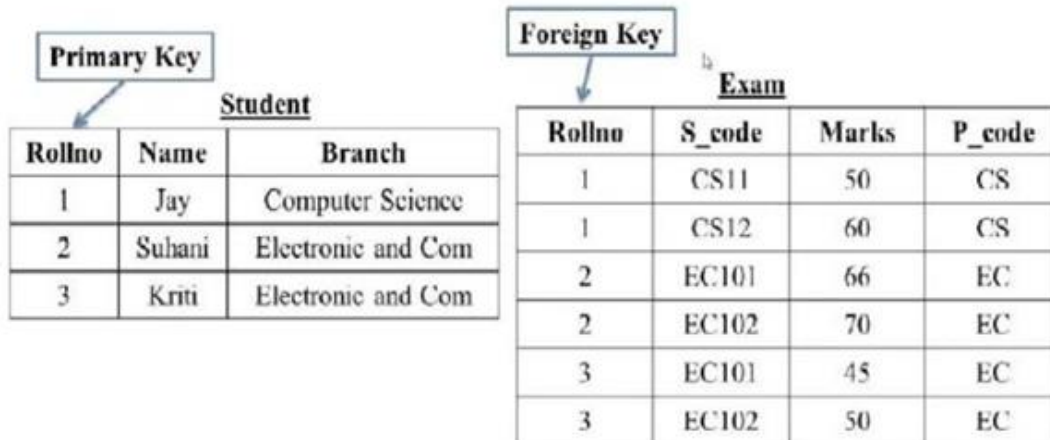 Primary Key
Student
Rollno Name Branch
1 Jay Computer Science
2 Suhani Electronic and Com
3 Kriti Electronic and Com
Foreign Key
Exam
Rollno S_code Marks P_code
1 CS11 50 CS
1 CS12 60 CS
2 EC101 66 EC
2 EC102 70 EC
3 EC101 45 EC
3 EC102 50 EC